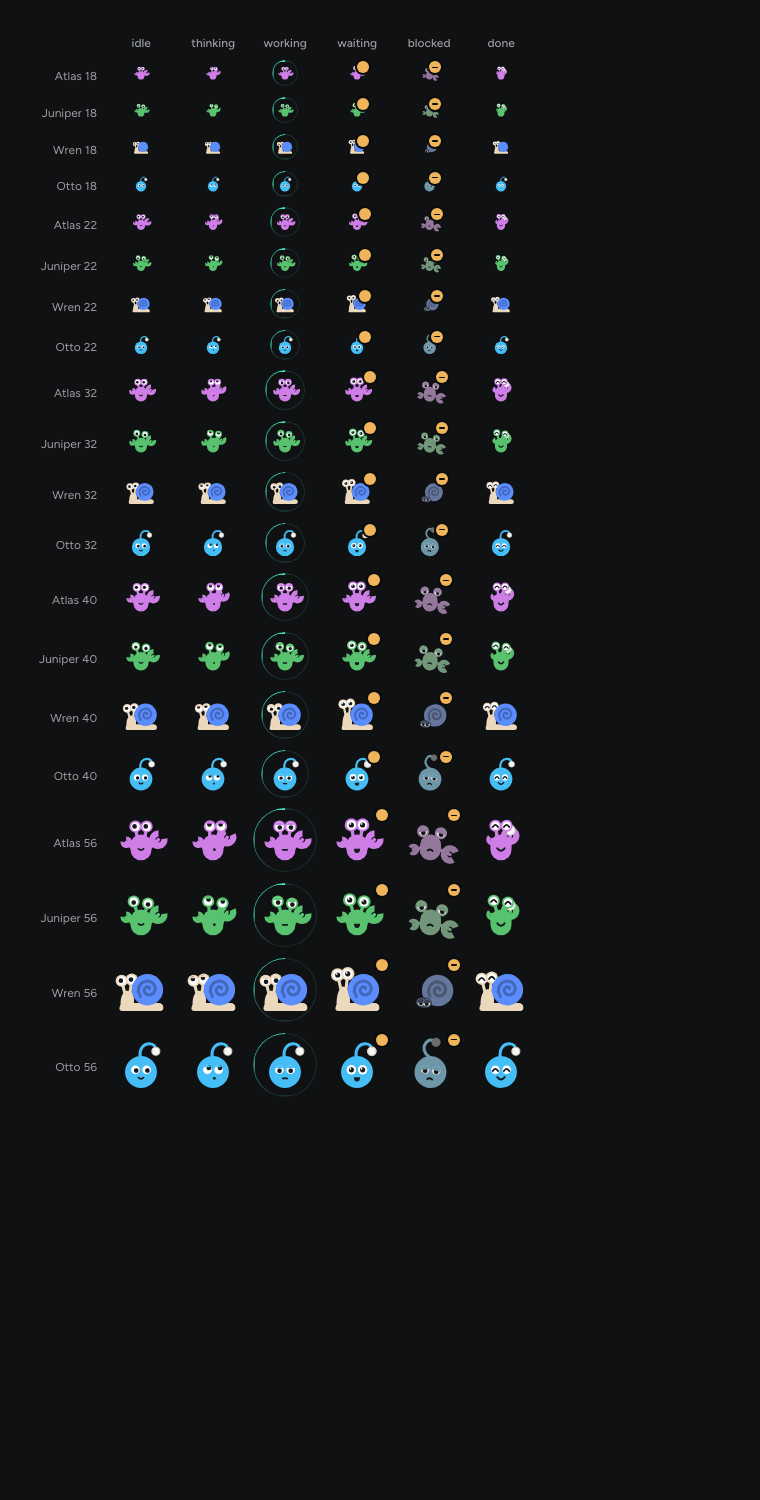 idle thinking working waiting blocked done
Atlas 18
Juniper 18
Wren 18
Otto 18
Atlas 22
Juniper 22
Wren 22
Otto 22
Atlas 32
Juniper 32
Wren 32
Otto 32
Atlas 40
Juniper 40
Wren 40
Otto 40
Atlas 56
Juniper 56
Wren 56
Otto 56